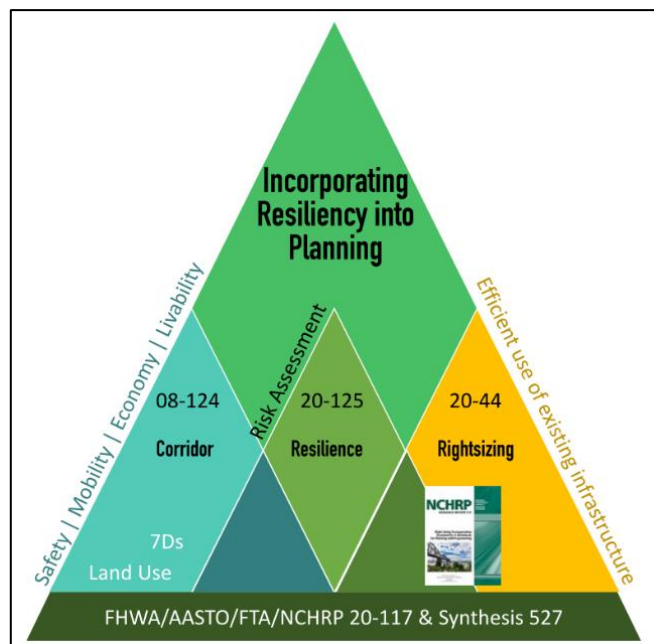 Incorporating
Resiliency into
Planning
Safety | Mobility | Economy | Livability
Risk Assessment
Efficient use of existing infrastructure
08-124
Corridor
20-125
Resilience
20-44
Rightsizing
7Ds
Land Use
NCHRP
FHWA/AASTO/FTA/NCHRP 20-117 & Synthesis 527